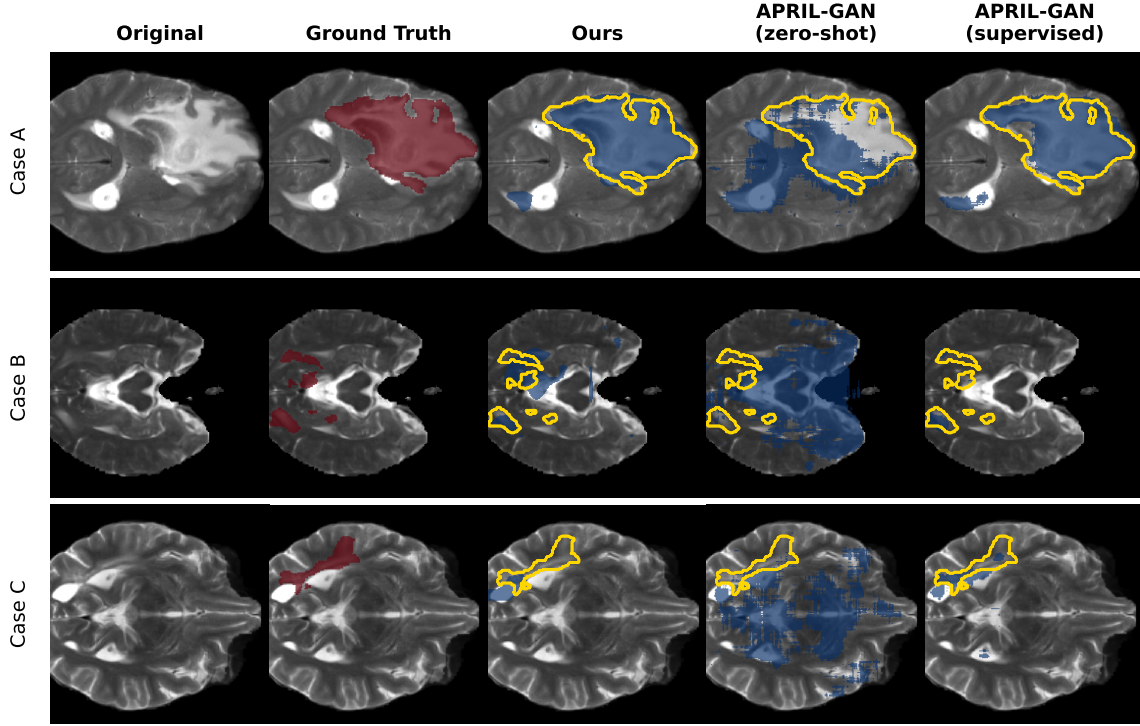 Original
Ground Truth
Ours
APRIL-GAN
(zero-shot)
APRIL-GAN
(supervised)
Case A
Case B
Case C